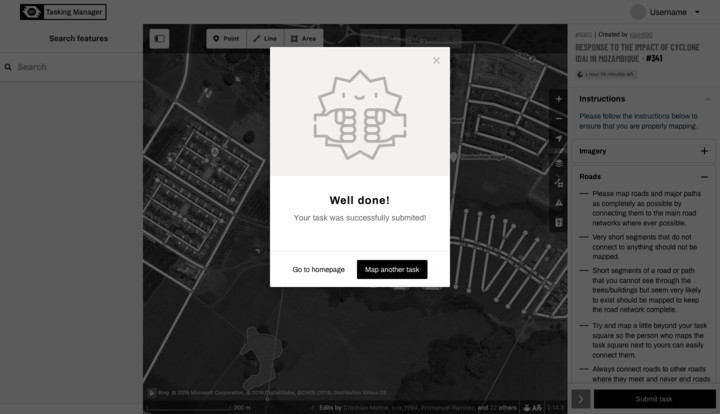 Tasking Manager
Username
Search features
Search
Point
Line
Area
#6901 | Created by
RESPONSE TO THE IMPACT OF CYCLONE
IDAI IN MOZAMBIQUE - #341
1 hour 59 minutes left
Instructions
Please follow the instructions below to
ensure that you are properly mapping.
Imagery
Roads
Please map roads and major paths
as completely as possible by
connecting them to the main road
networks where ever possible.
Very short segments that do not
connect to anything should not be
mapped.
Short segments of a road or path
that you cannot see through the
trees/buildings but seem very likely
to exist should be mapped to keep
the road network complete.
Try and map a little beyond your task
square so the person who maps the
task square next to yours can easily
connect them.
Always connect roads to other roads
where they meet and never end roads
Well done!
Your task was successfully submited!
Go to homepage
Map another task
Bing © 2019 Microsoft Corporation, © 2019 DigitalGlobe, ©CNES (2019) Distribution Airbus DS
200 m
Edits by Cristhian Molina, Emmanuel Ramirez, and 22 others
2.14.3
Submit task